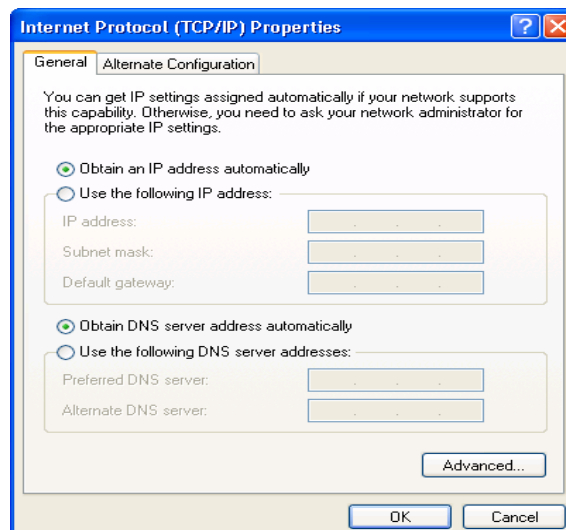 Internet Protocol (TCP/IP) Properties
General
Alternate Configuration
You can get IP settings assigned automatically if your network supports
this capability. Otherwise, you need to ask your network administrator for
the appropriate IP settings.
Obtain an IP address automatically
Use the following IP address:
IP address:
Subnet mask:
Default gateway:
Obtain DNS server address automatically
Use the following DNS server addresses:
Preferred DNS server:
Alternate DNS server:
Advanced...
OK
Cancel